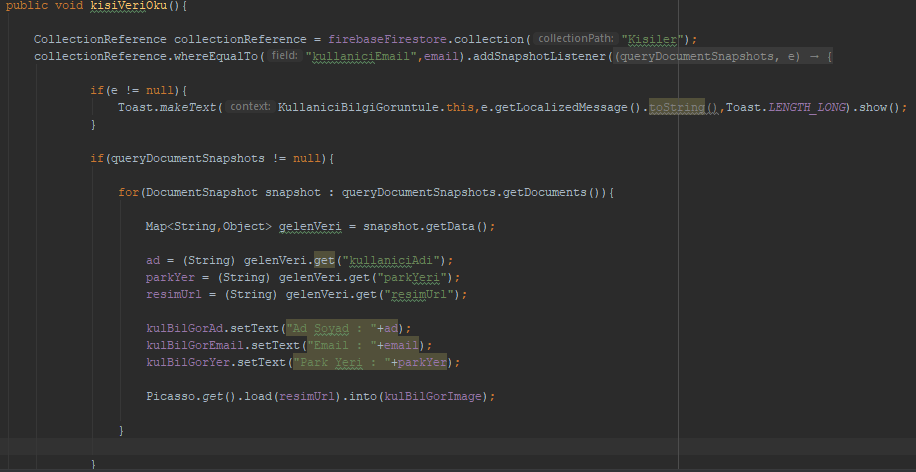 public void kisiVeriOku(){
CollectionReference collectionReference = firebaseFirestore.collection( collectionPath: "Kisiler");
collectionReference.whereEqualTo( field: "kullaniciEmail",email).addSnapshotListener((queryDocumentSnapshots, e) → {
if(e != null){
Toast.makeText( context: KullaniciBilgiGoruntule.this,e.getLocalizedMessage().toString(),Toast.LENGTH_LONG).show();
}
if(queryDocumentSnapshots != null){
for(DocumentSnapshot snapshot : queryDocumentSnapshots.getDocuments()){
Map<String,Object> gelenVeri = snapshot.getData();
ad = (String) gelenVeri.get("kullaniciAdi");
parkYer = (String) gelenVeri.get("parkYeri");
resimUrl = (String) gelenVeri.get("resimUrl");
kulBilGorAd.setText("Ad Soyad : "+ad);
kulBilGorEmail.setText("Email : "+email);
kulBilGorYer.setText("Park Yeri : "+parkYer);
Picasso.get().load(resimUrl).into(kulBilGorImage);
}
}